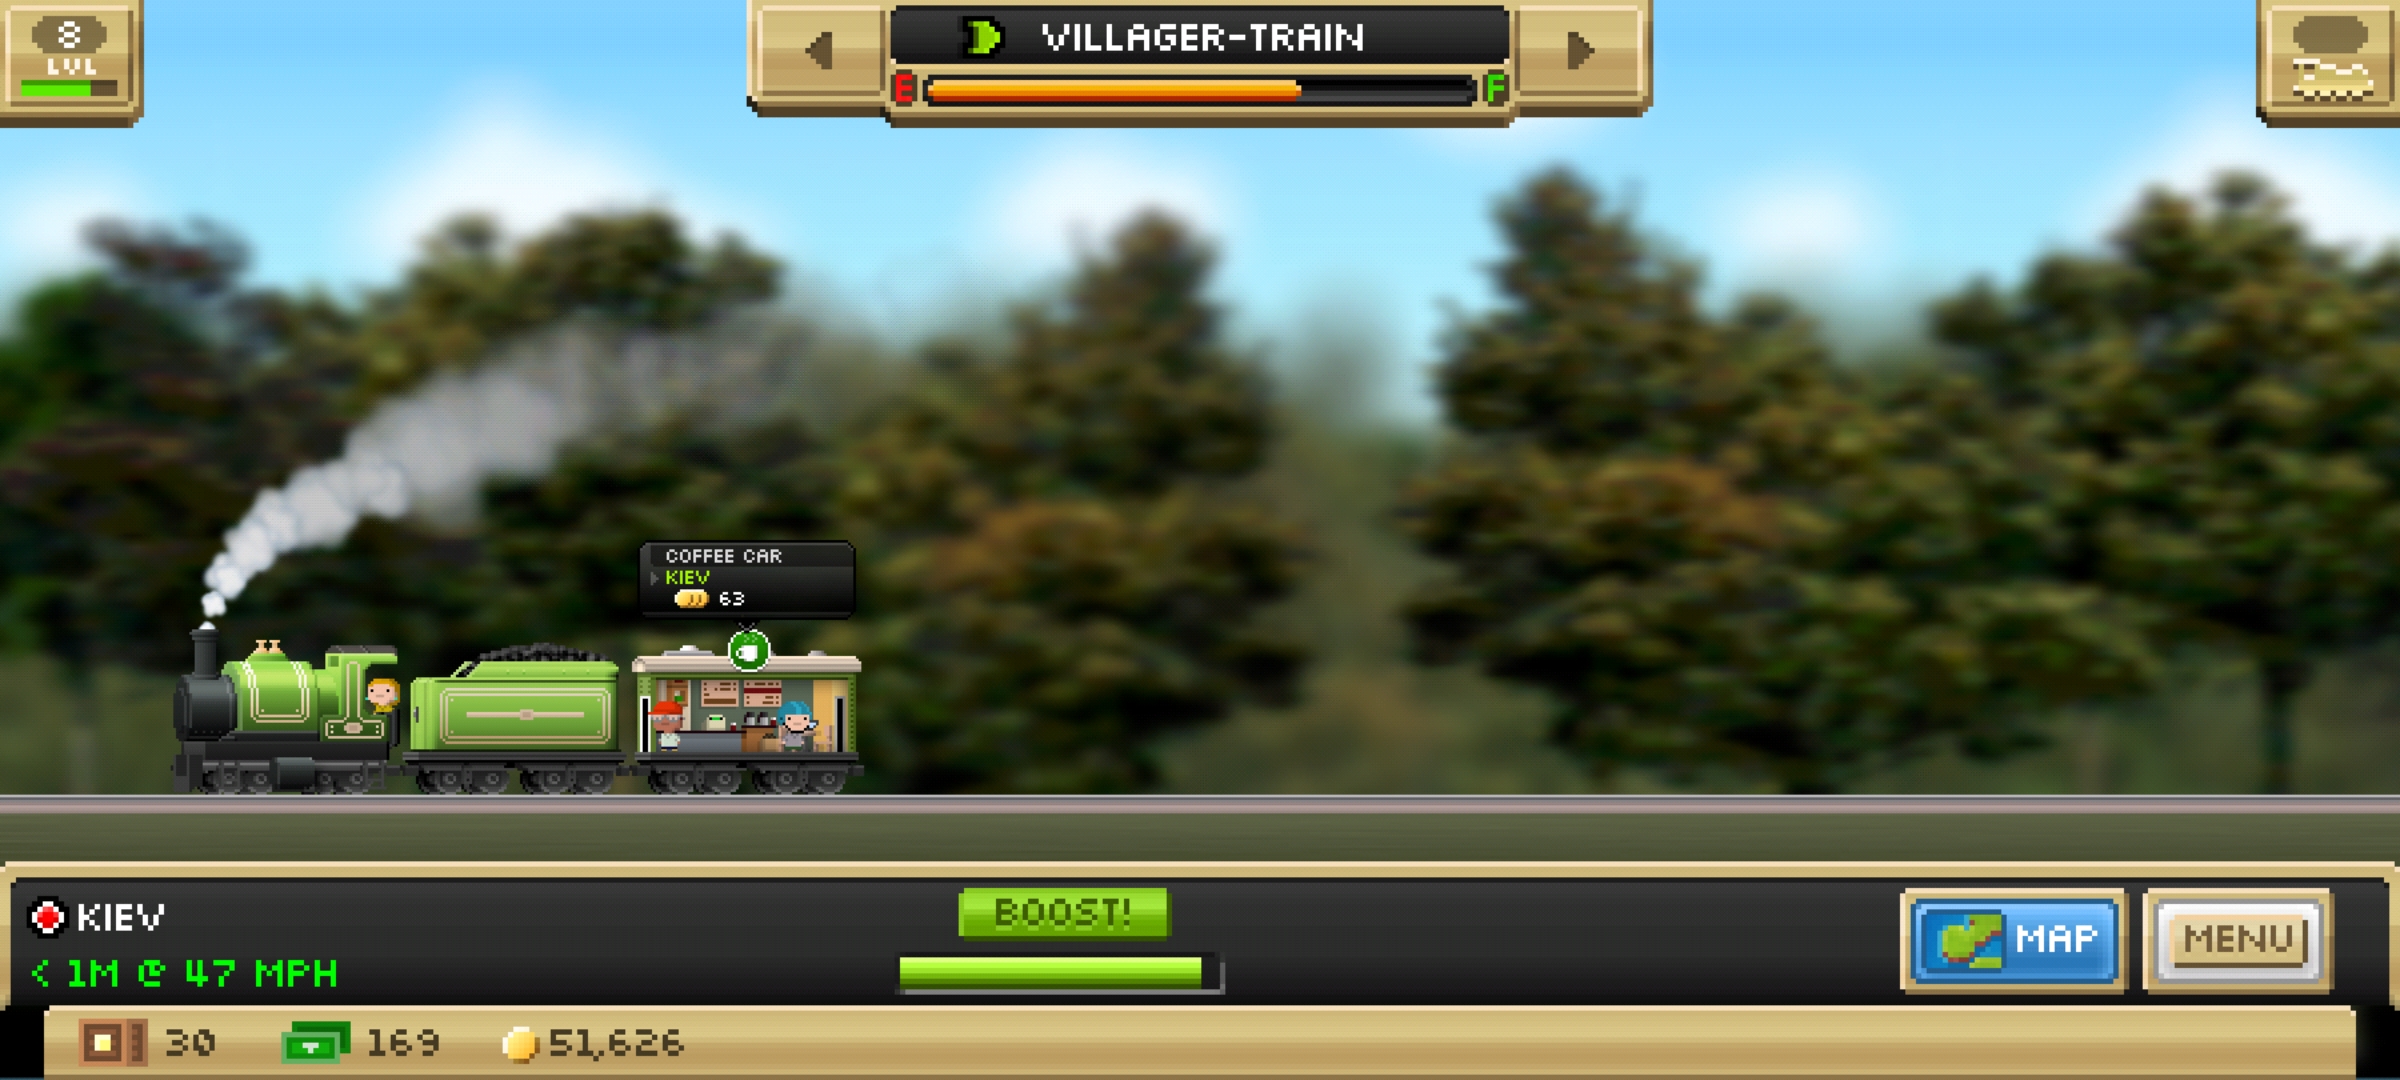 8
LVL
VILLAGER-TRAIN
E F
COFFEE CAR
KIEV
63
KIEV
< 1M @ 47 MPH
BOOST!
MAP
MENU
30
169
51,626